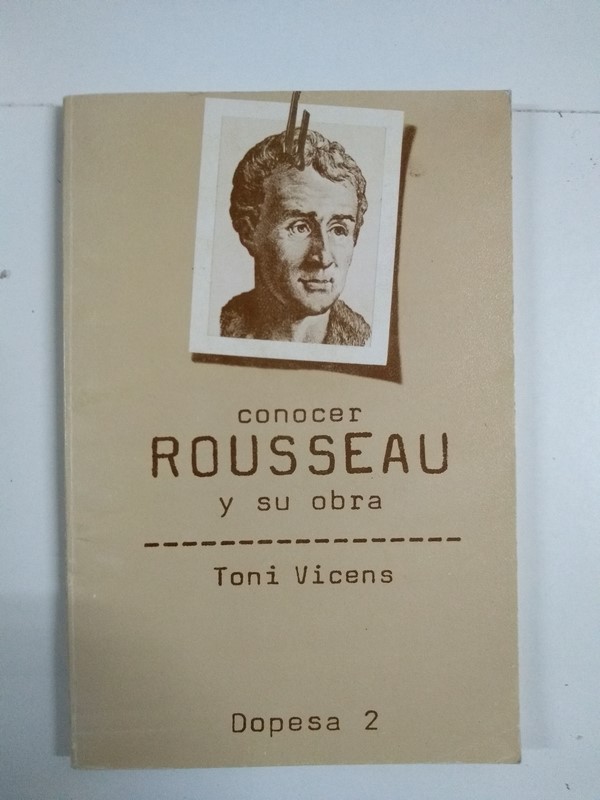 conocer
ROUSSEAU
y su obra
Toni Vicens
Dopesa 2